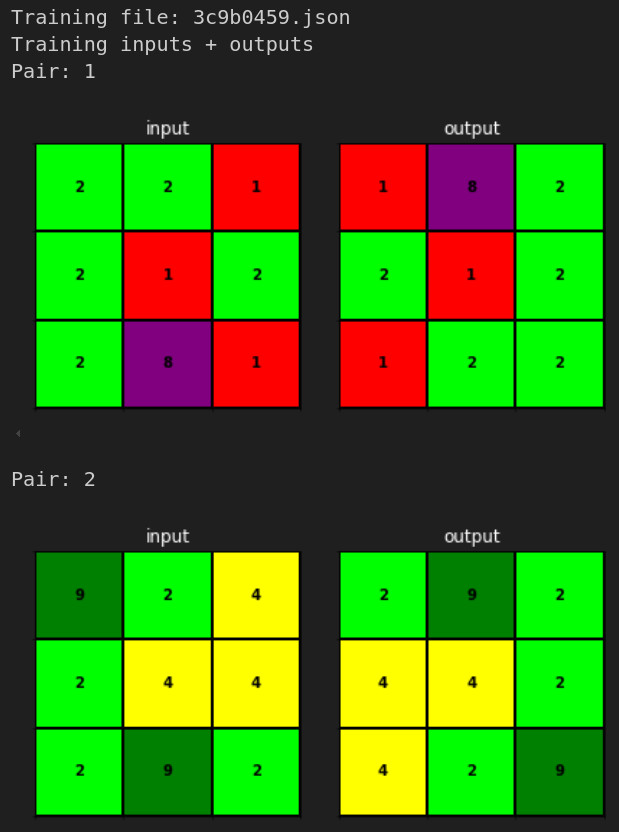 Training file: 3c9b0459.json
Training inputs + outputs
Pair: 1
input output
2 2 1 1 8 2
2 1 2 2 1 2
2 8 1 1 2 2
Pair: 2
input output
9 2 4 2 9 2
2 4 4 4 4 2
2 9 2 4 2 9